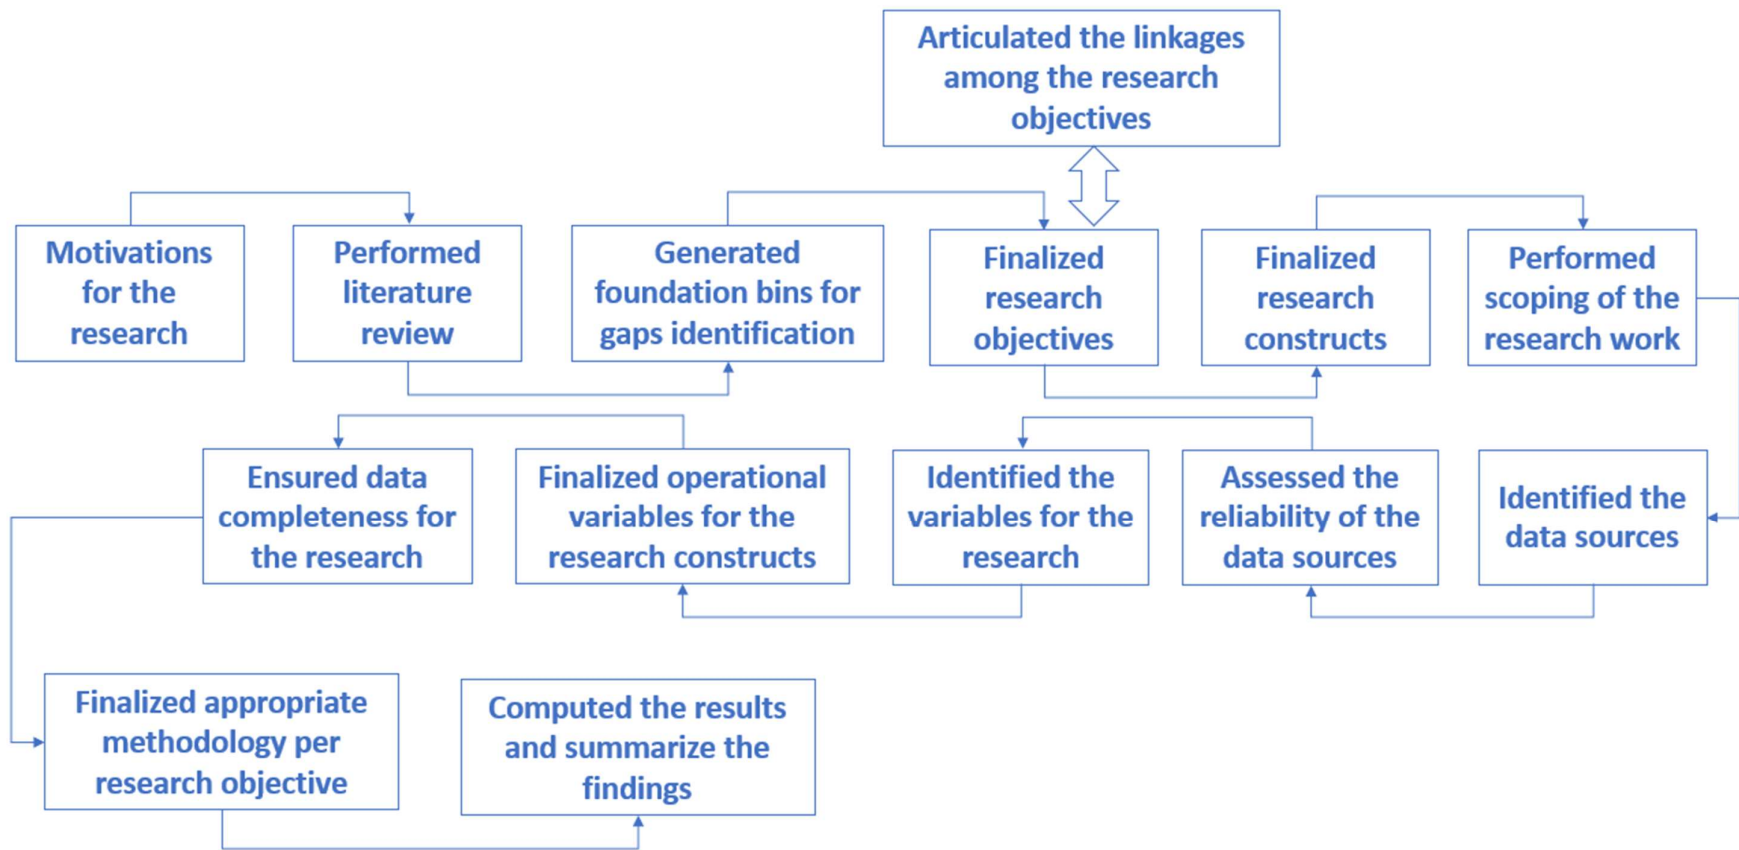 Articulated the linkages
among the research
objectives
Motivations
for the
research
Performed
literature
review
Generated
foundation bins for
gaps identification
Finalized
research
objectives
Finalized
research
constructs
Performed
scoping of the
research work
Ensured data
completeness for
the research
Finalized operational
variables for the
research constructs
Identified the
variables for the
research
Assessed the
reliability of the
data sources
Identified the
data sources
Finalized appropriate
methodology per
research objective
Computed the results
and summarize the
findings